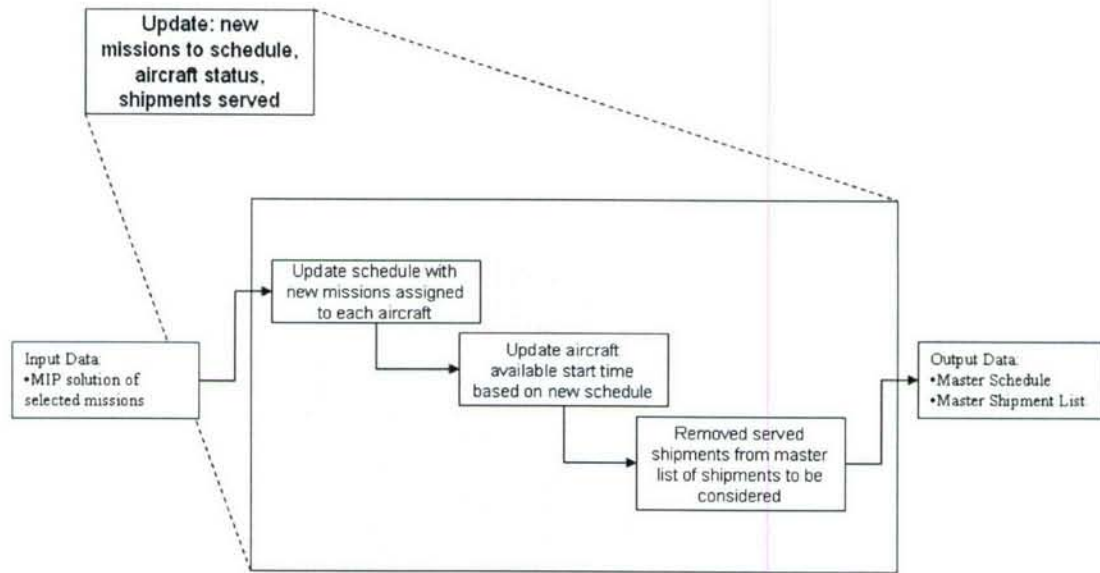 Update: new
missions to schedule,
aircraft status,
shipments served
Update schedule with
new missions assigned
to each aircraft
Input Data:
•MIP solution of
selected missions
Update aircraft
available start time
based on new schedule
Output Data:
•Master Schedule
•Master Shipment List
Removed served
shipments from master
list of shipments to be
considered